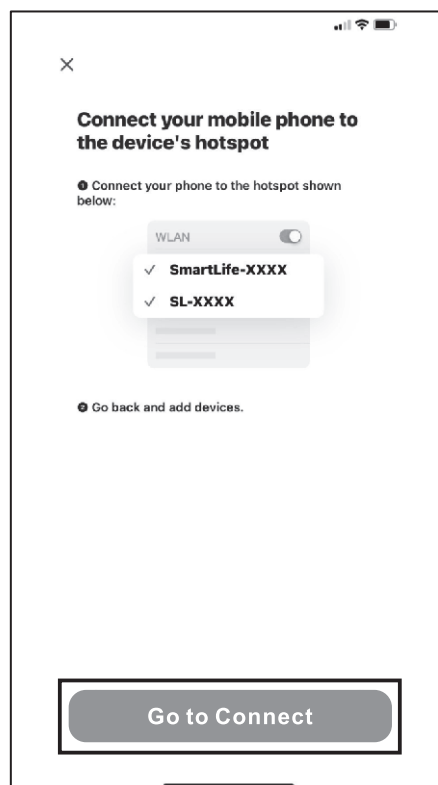 Connect your mobile phone to
the device's hotspot
❶ Connect your phone to the hotspot shown
below:
WLAN
✓ SmartLife-XXXX
✓ SL-XXXX
❷ Go back and add devices.
Go to Connect